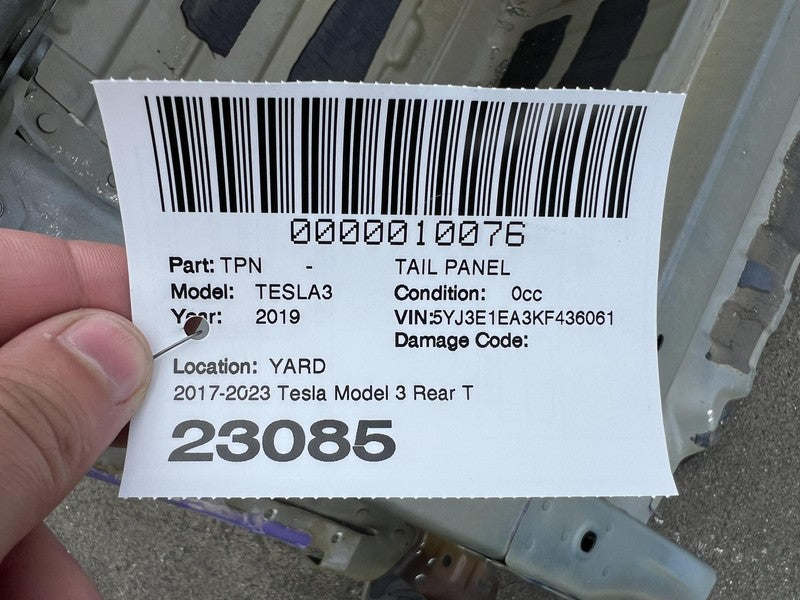 0000010076
Part: TPN - TAIL PANEL
Model: TESLA3 Condition: 0cc
Year: 2019 VIN:5YJ3E1EA3KF436061
Damage Code:
Location: YARD
2017-2023 Tesla Model 3 Rear T
23085